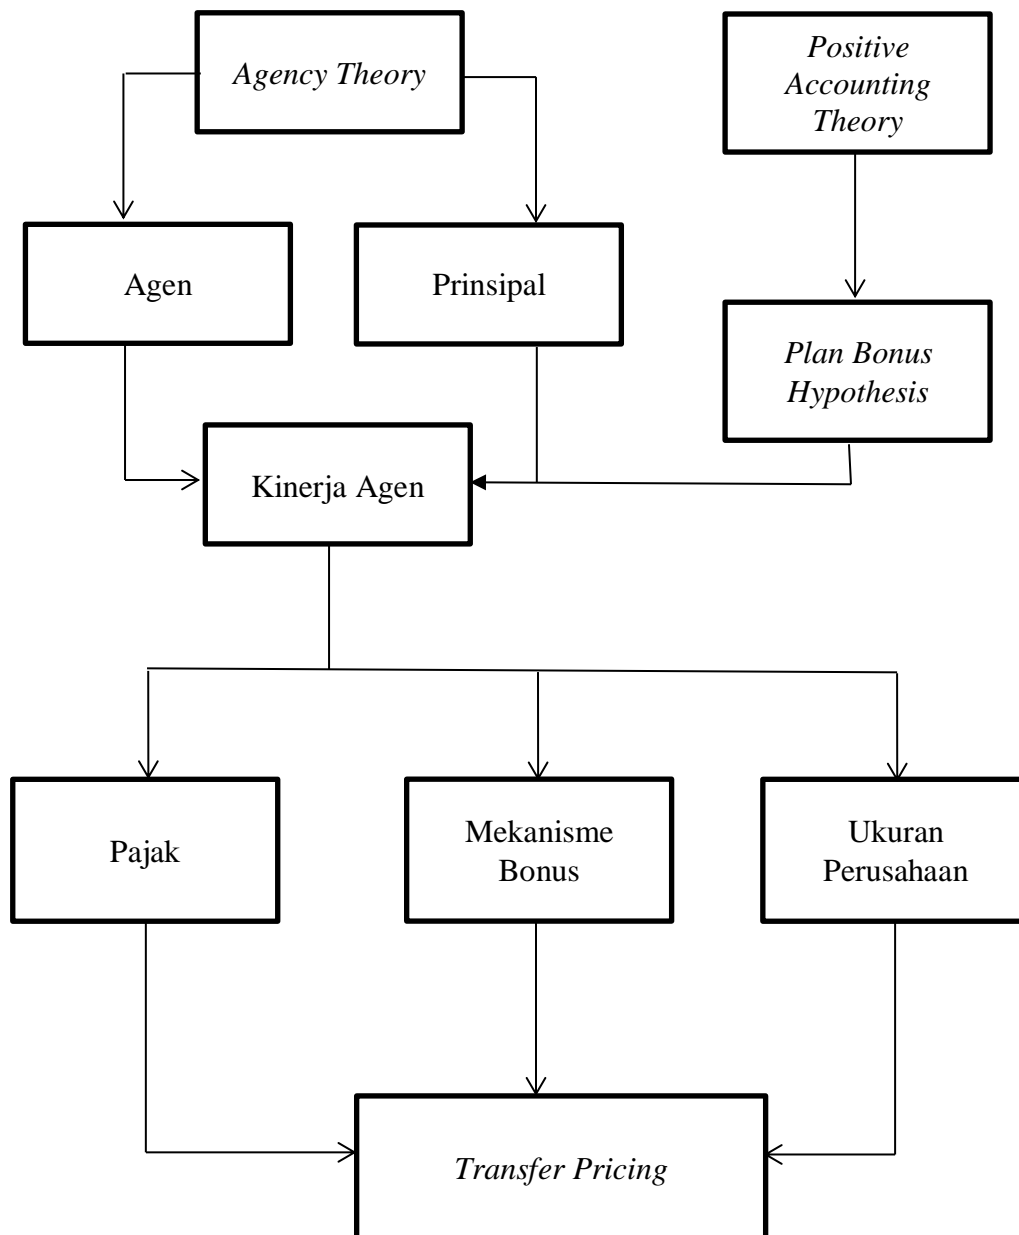 Agency Theory
Positive
Accounting
Theory
Agen
Prinsipal
Plan Bonus
Hypothesis
Kinerja Agen
Pajak
Mekanisme
Bonus
Ukuran
Perusahaan
Transfer Pricing